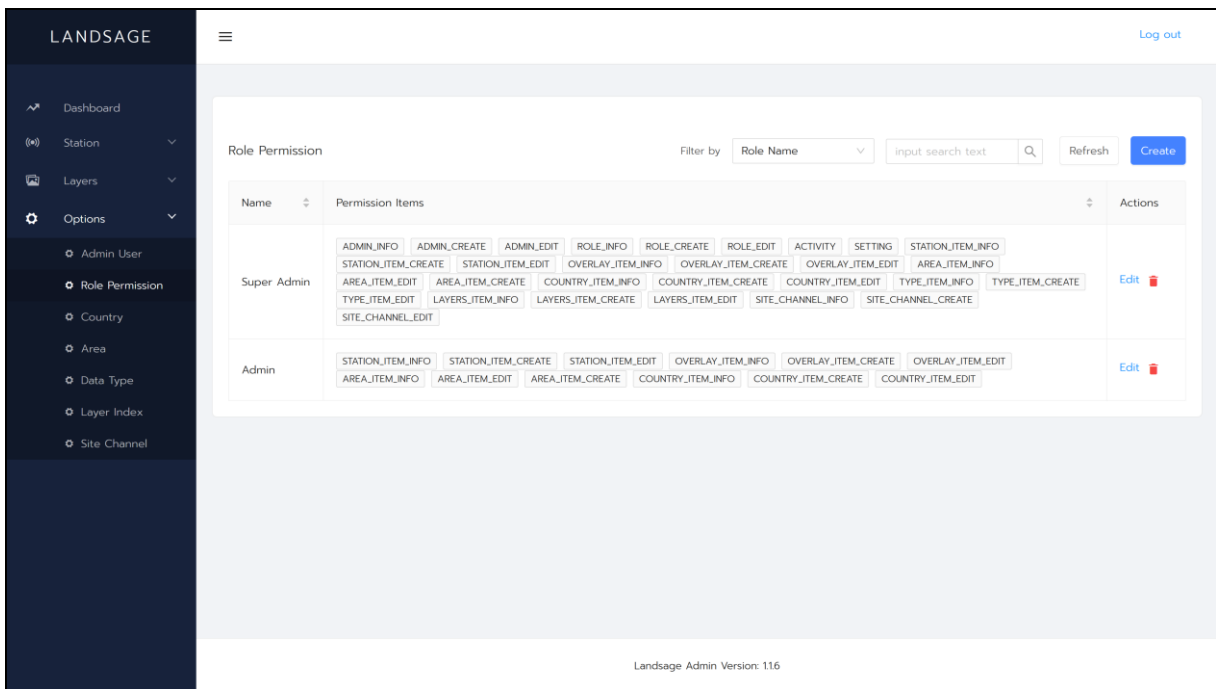 LANDSAGE
Log out
Dashboard
Station
Layers
Options
Admin User
Role Permission
Country
Area
Data Type
Layer Index
Site Channel
Role Permission
Filter by Role Name input search text Refresh Create
Name Permission Items Actions
Super Admin
ADMIN_INFO ADMIN_CREATE ADMIN_EDIT ROLE_INFO ROLE_CREATE ROLE_EDIT ACTIVITY SETTING STATION_ITEM_INFO
STATION_ITEM_CREATE STATION_ITEM_EDIT OVERLAY_ITEM_INFO OVERLAY_ITEM_CREATE OVERLAY_ITEM_EDIT AREA_ITEM_INFO
AREA_ITEM_EDIT AREA_ITEM_CREATE COUNTRY_ITEM_INFO COUNTRY_ITEM_CREATE COUNTRY_ITEM_EDIT TYPE_ITEM_INFO TYPE_ITEM_CREATE
TYPE_ITEM_EDIT LAYERS_ITEM_INFO LAYERS_ITEM_CREATE LAYERS_ITEM_EDIT SITE_CHANNEL_INFO SITE_CHANNEL_CREATE
SITE_CHANNEL_EDIT
Edit
Admin
STATION_ITEM_INFO STATION_ITEM_CREATE STATION_ITEM_EDIT OVERLAY_ITEM_INFO OVERLAY_ITEM_CREATE OVERLAY_ITEM_EDIT
AREA_ITEM_INFO AREA_ITEM_EDIT AREA_ITEM_CREATE COUNTRY_ITEM_INFO COUNTRY_ITEM_CREATE COUNTRY_ITEM_EDIT
Edit
Landsage Admin Version: 1.1.6